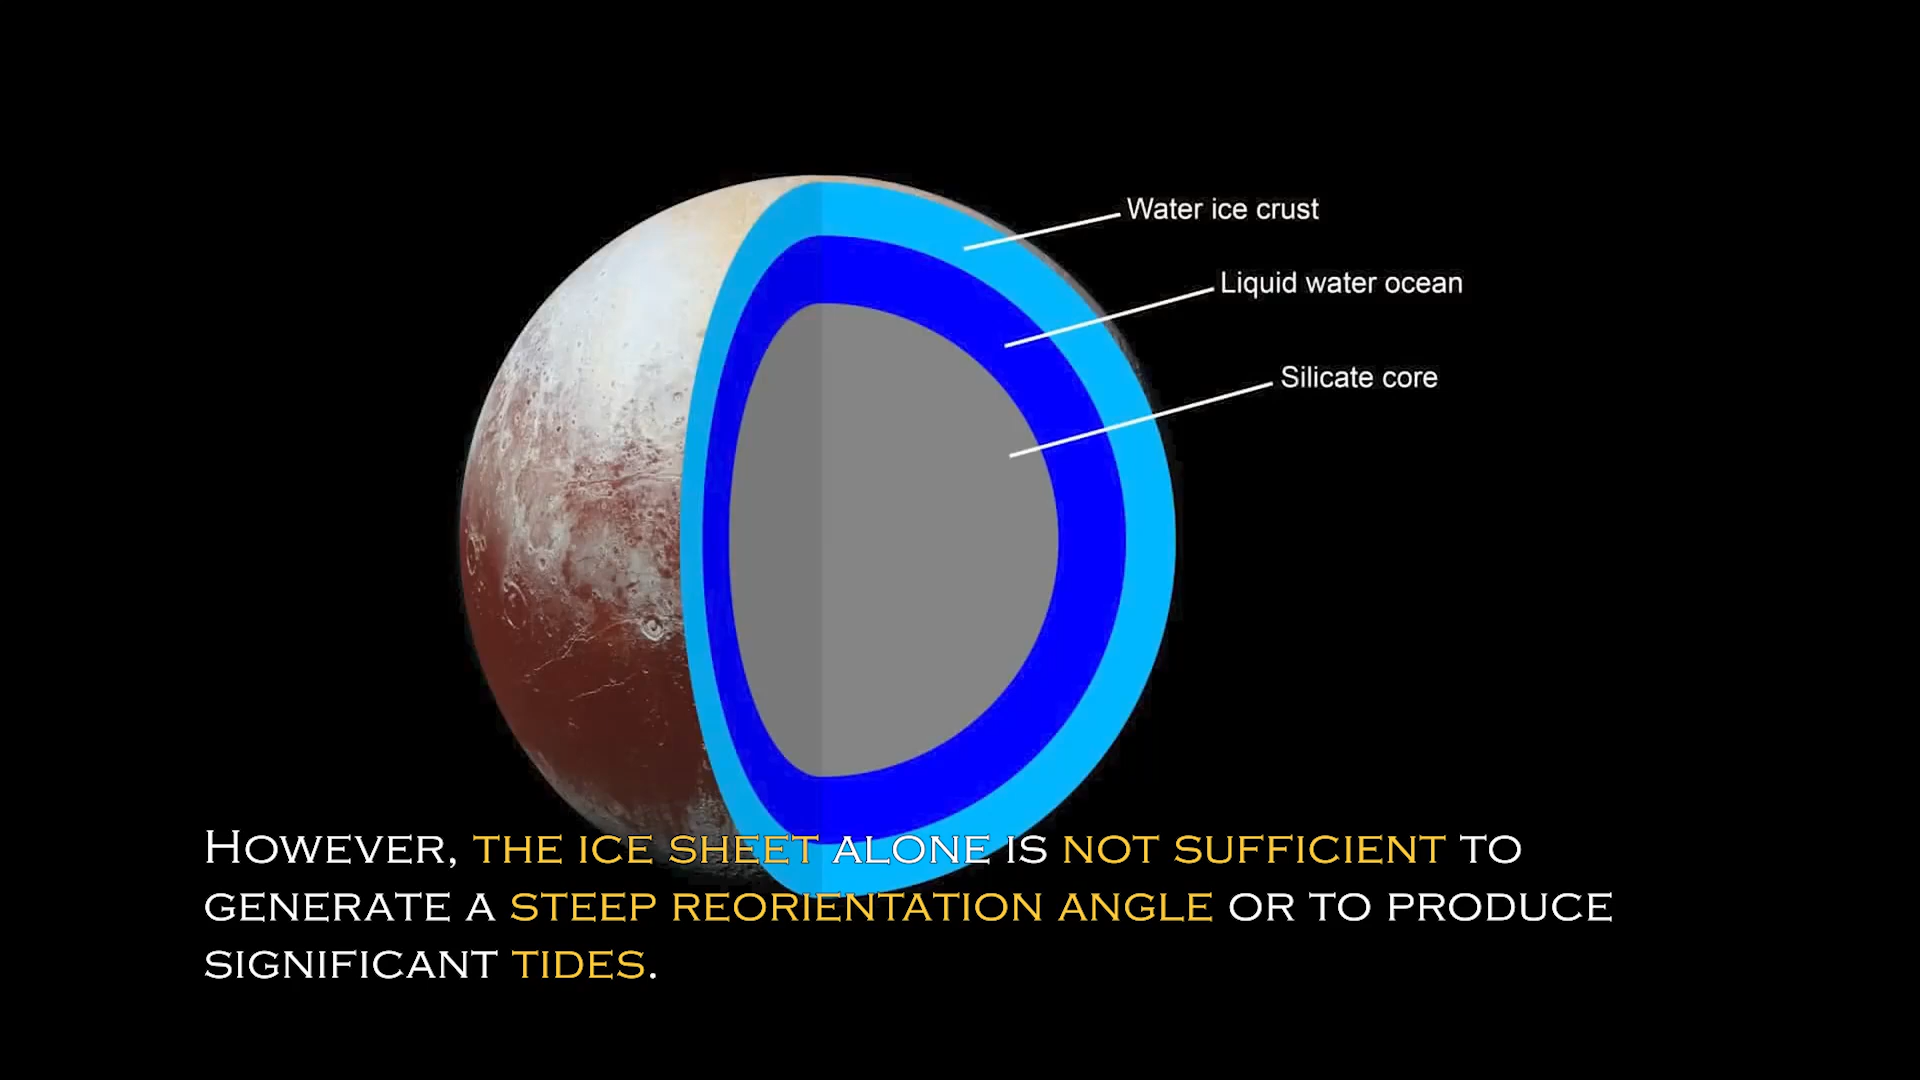 Water ice crust
Liquid water ocean
Silicate core
However, the ice sheet alone is not sufficient to
generate a steep reorientation angle or to produce
significant tides.